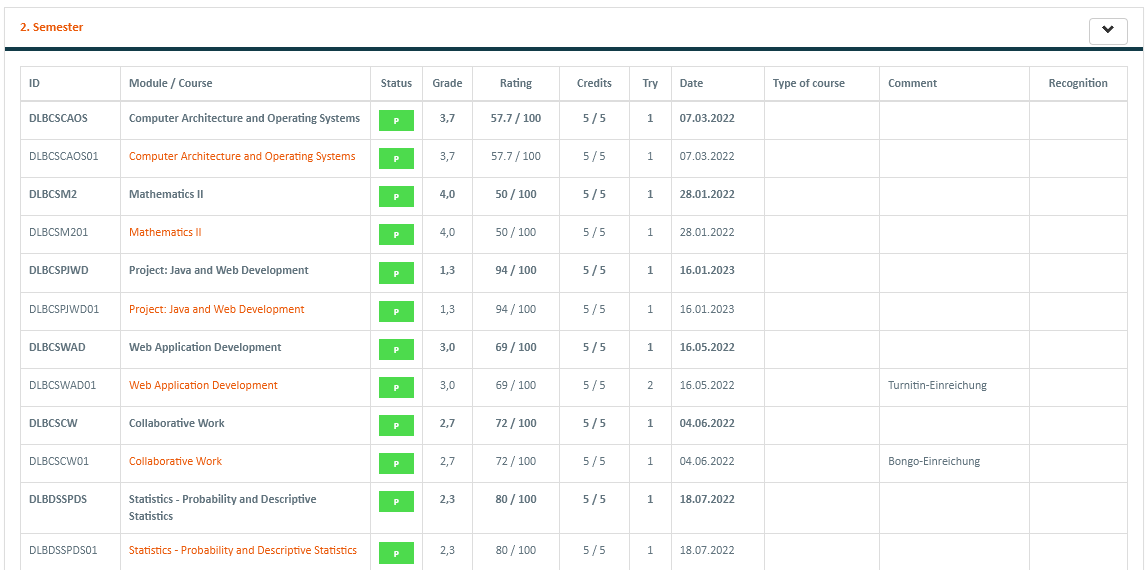 2. Semester
ID Module / Course Status Grade Rating Credits Try Date Type of course Comment Recognition
DLBCSCAOS Computer Architecture and Operating Systems P 3,7 57.7 / 100 5 / 5 1 07.03.2022
DLBCSCAOS01 Computer Architecture and Operating Systems P 3,7 57.7 / 100 5 / 5 1 07.03.2022
DLBCSM2 Mathematics II P 4,0 50 / 100 5 / 5 1 28.01.2022
DLBCSM201 Mathematics II P 4,0 50 / 100 5 / 5 1 28.01.2022
DLBCSPJWD Project: Java and Web Development P 1,3 94 / 100 5 / 5 1 16.01.2023
DLBCSPJWD01 Project: Java and Web Development P 1,3 94 / 100 5 / 5 1 16.01.2023
DLBCSWAD Web Application Development P 3,0 69 / 100 5 / 5 1 16.05.2022
DLBCSWAD01 Web Application Development P 3,0 69 / 100 5 / 5 2 16.05.2022 Turnitin-Einreichung
DLBCSCW Collaborative Work P 2,7 72 / 100 5 / 5 1 04.06.2022
DLBCSCW01 Collaborative Work P 2,7 72 / 100 5 / 5 1 04.06.2022 Bongo-Einreichung
DLBDSSPDS Statistics - Probability and Descriptive P 2,3 80 / 100 5 / 5 1 18.07.2022
Statistics
DLBDSSPDS01 Statistics - Probability and Descriptive Statistics P 2,3 80 / 100 5 / 5 1 18.07.2022